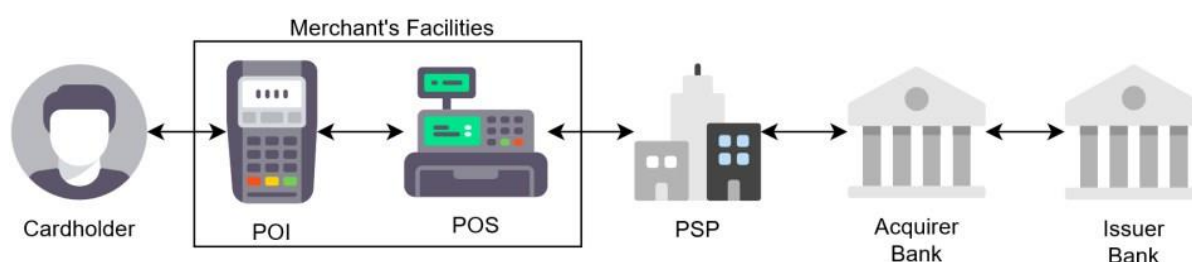 Merchant's Facilities
Cardholder
POI
POS
PSP
Acquirer
Bank
Issuer
Bank